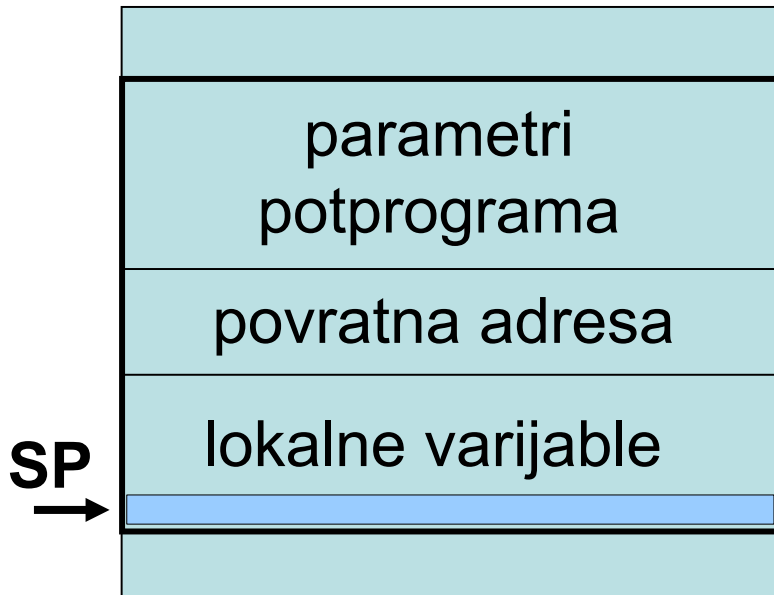 parametri
potprograma
povratna adresa
lokalne varijable
SP